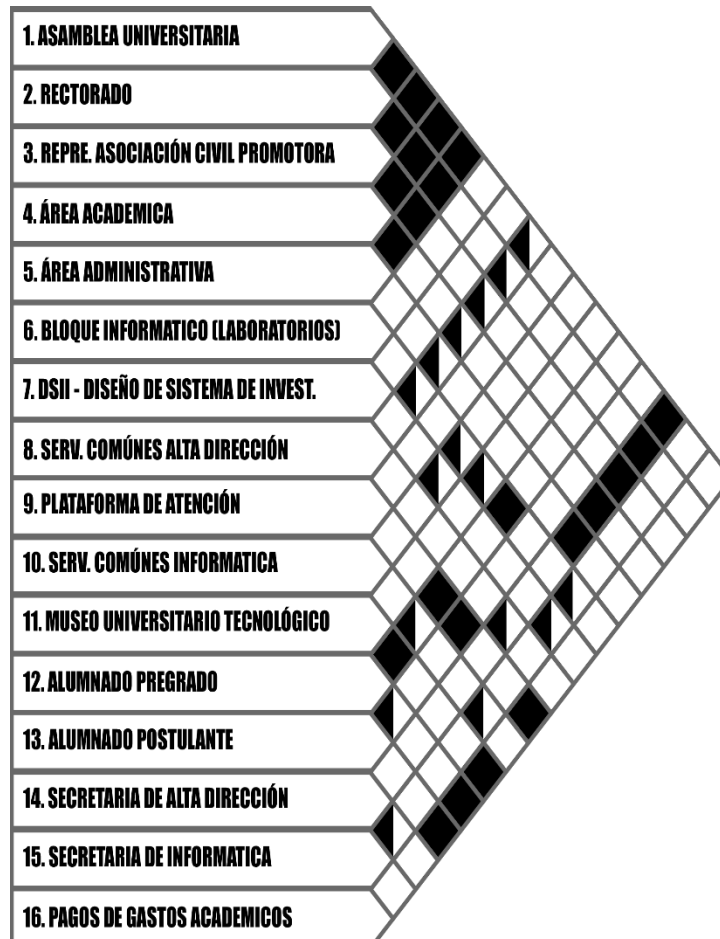 1. ASAMBLEA UNIVERSITARIA
2. RECTORADO
3. REPRE. ASOCIACIÓN CIVIL PROMOTORA
4. ÁREA ACADEMICA
5. ÁREA ADMINISTRATIVA
6. BLOQUE INFORMATICO (LABORATORIOS)
7. DSII - DISEÑO DE SISTEMA DE INVEST.
8. SERV. COMÚNES ALTA DIRECCIÓN
9. PLATAFORMA DE ATENCIÓN
10. SERV. COMÚNES INFORMATICA
11. MUSEO UNIVERSITARIO TECNOLÓGICO
12. ALUMNADO PREGRADO
13. ALUMNADO POSTULANTE
14. SECRETARIA DE ALTA DIRECCIÓN
15. SECRETARIA DE INFORMATICA
16. PAGOS DE GASTOS ACADEMICOS